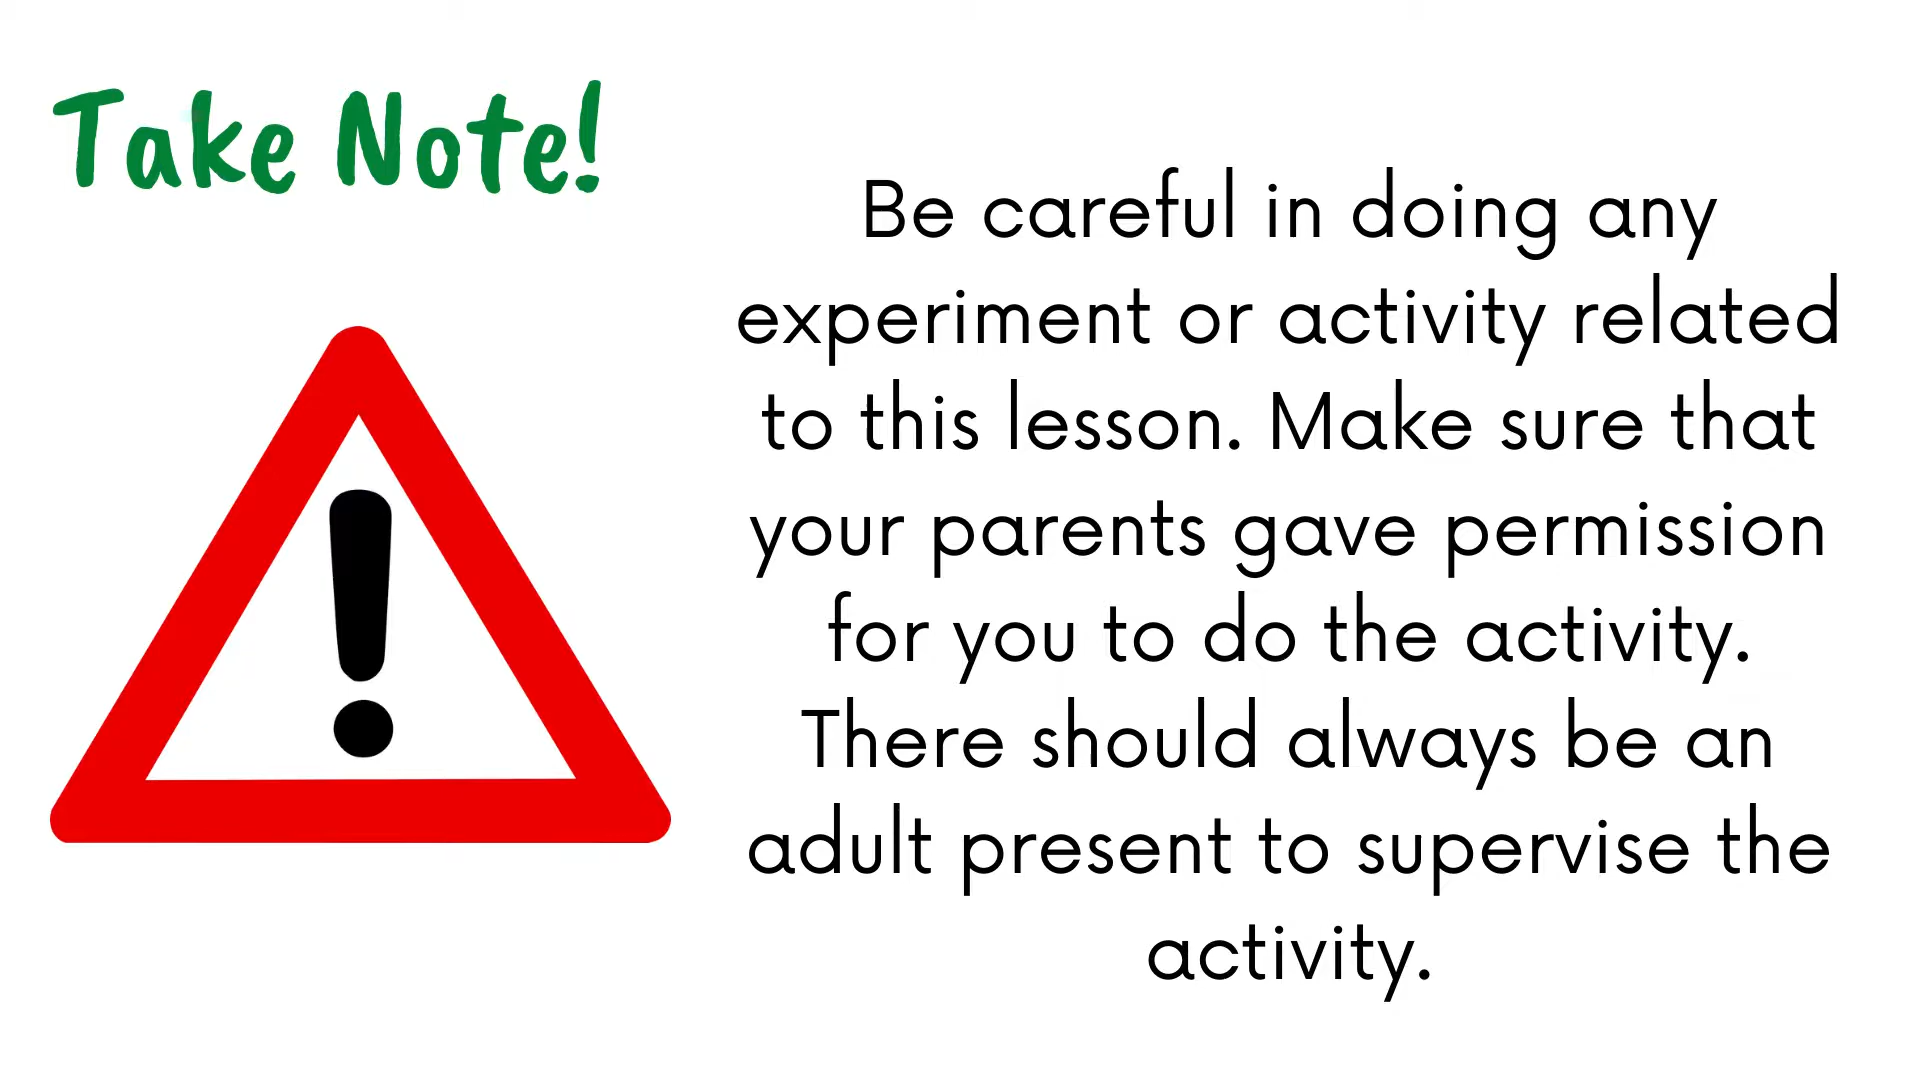 Take Note!
Be careful in doing any
experiment or activity related
to this lesson. Make sure that
your parents gave permission
for you to do the activity.
There should always be an
adult present to supervise the
activity.